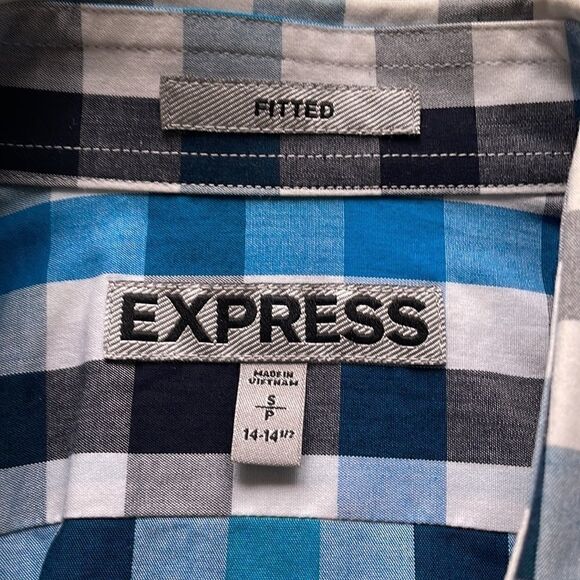 FITTED
EXPRESS
MADE IN
VIETNAM
S
P
14-14 1/2